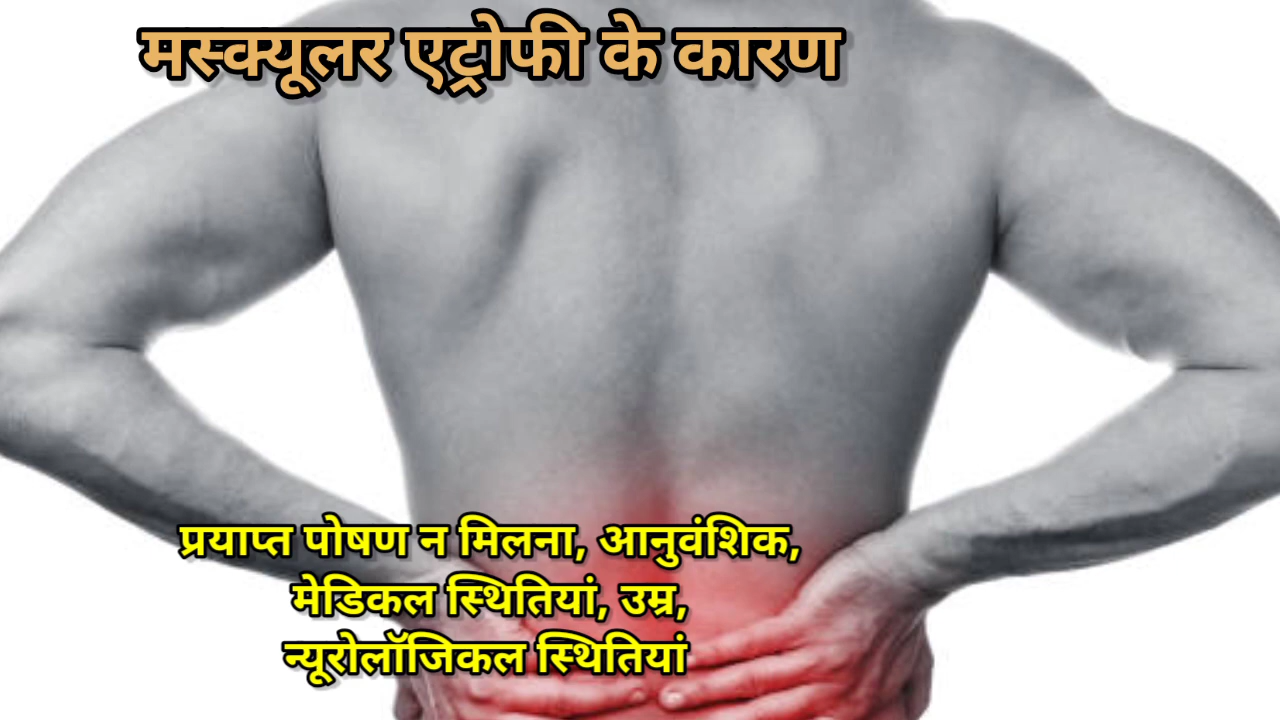 मस्क्यूलर एट्रोफी के कारण
प्रयाप्त पोषण न मिलना, आनुवंशिक,
मेडिकल स्थितियां, उम्र,
न्यूरोलॉजिकल स्थितियां